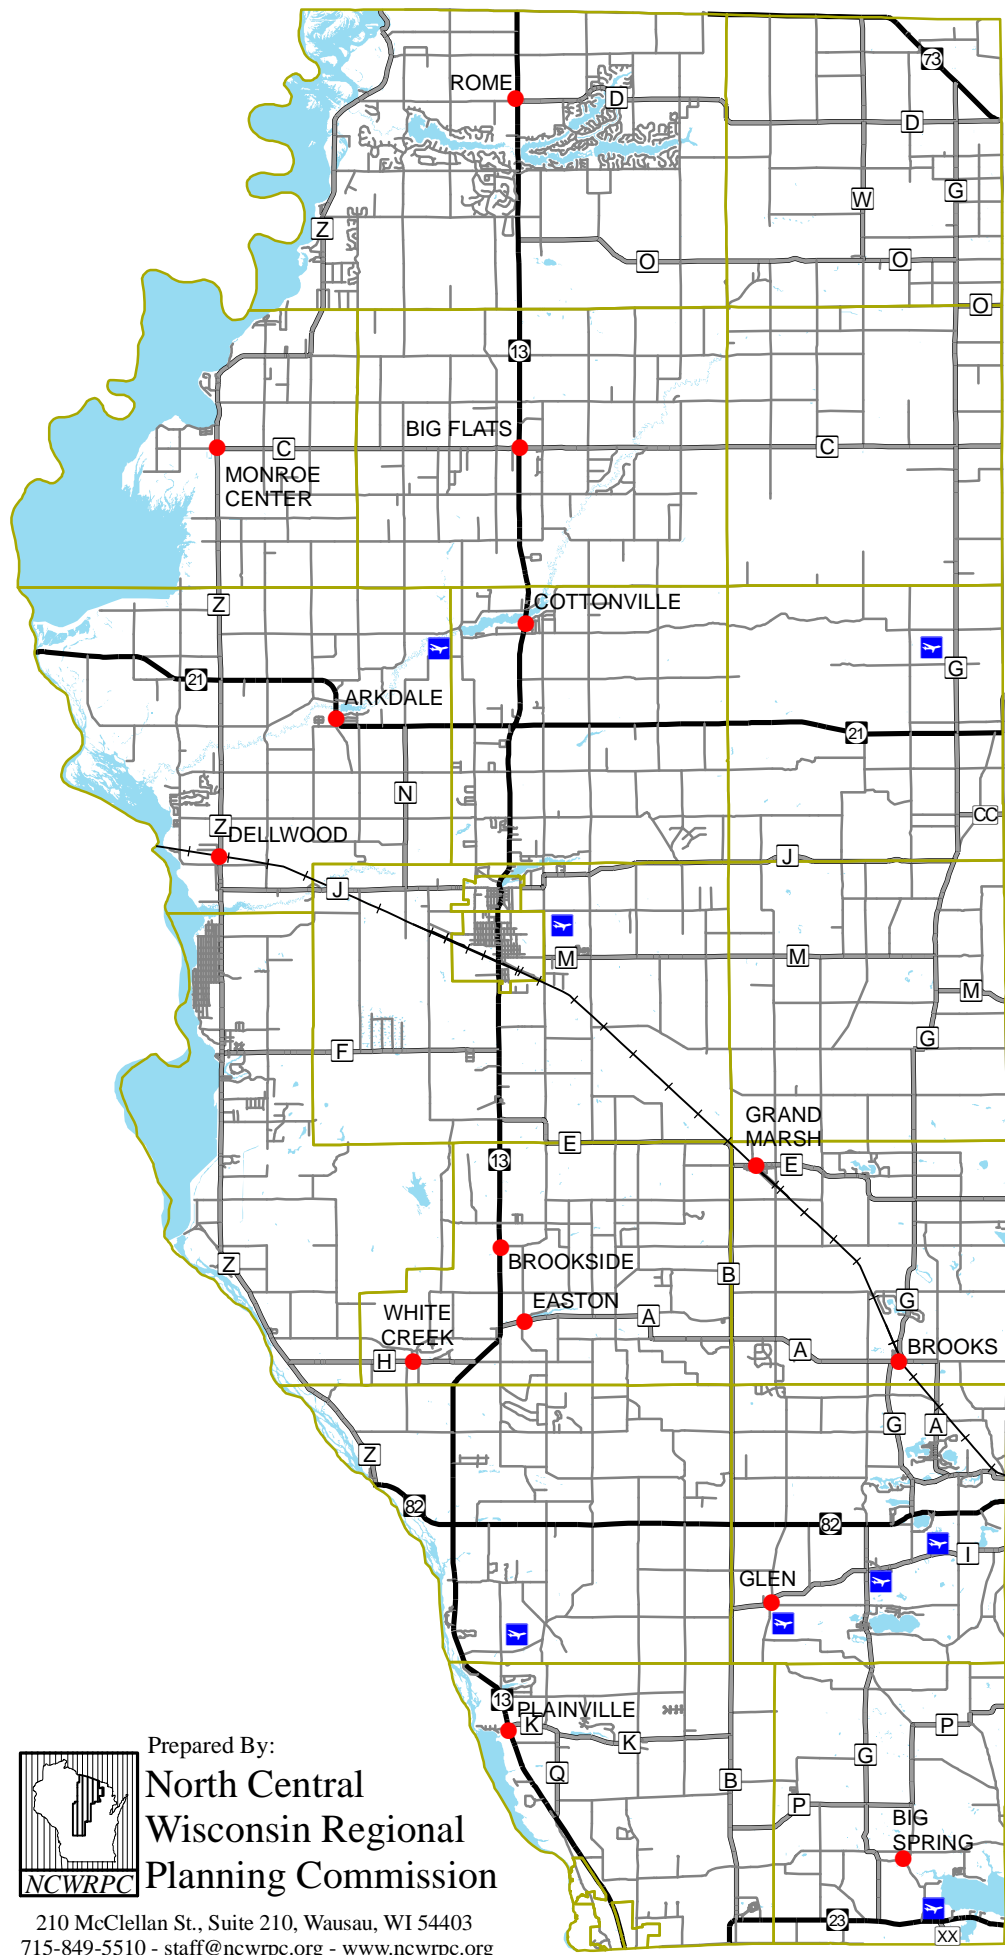 73
ROME
D
D
W
G
Z
O
O
O
13
BIG FLATS
C
C
MONROE
CENTER
Z
COTTONVILLE
G
21
ARKDALE
21
N
CC
Z
DELLWOOD
J
J
M
M
M
G
F
GRAND
MARSH
E
E
13
BROOKSIDE
Z
B
G
EASTON
WHITE
CREEK
A
A
BROOKS
H
G
A
Z
82
82
I
GLEN
13
PLAINVILLE
K
K
P
G
Q
B
P
BIG
SPRING
23
XX
Prepared By:
North Central
Wisconsin Regional
Planning Commission
NCWRPC
210 McClellan St., Suite 210, Wausau, WI 54403
715-849-5510 - staff@ncwrpc.org - www.ncwrpc.org